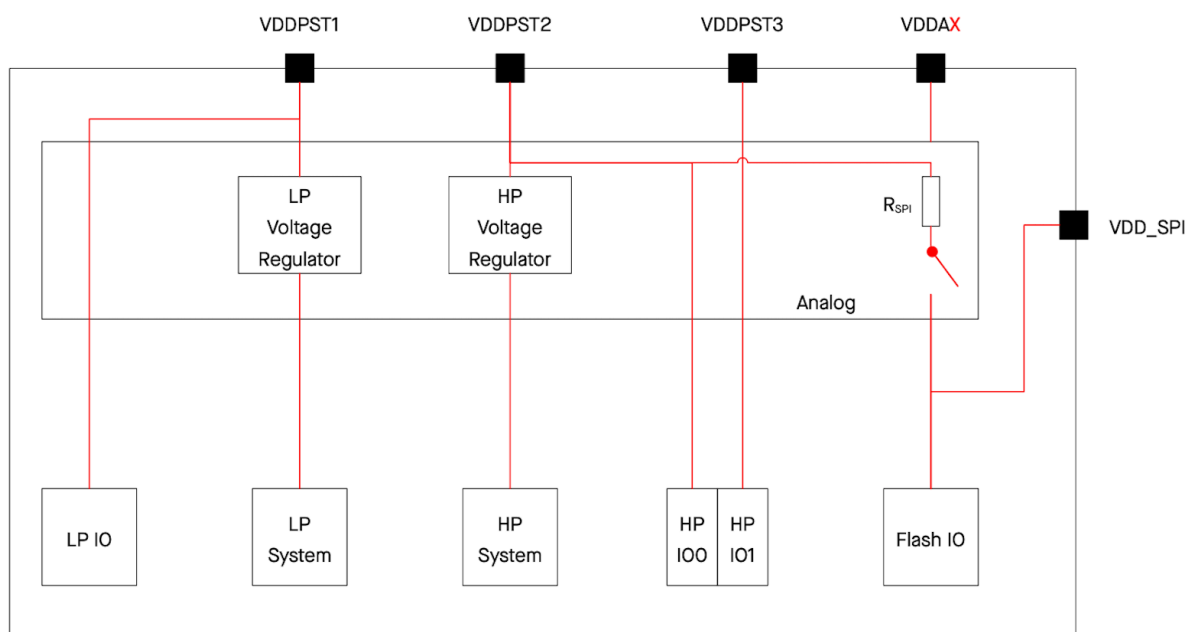 VDDPST1
VDDPST2
VDDPST3
VDDAX
LP
Voltage
Regulator
HP
Voltage
Regulator
RSPI
VDD_SPI
Analog
LP IO
LP
System
HP
System
HP
IO0
HP
IO1
Flash IO